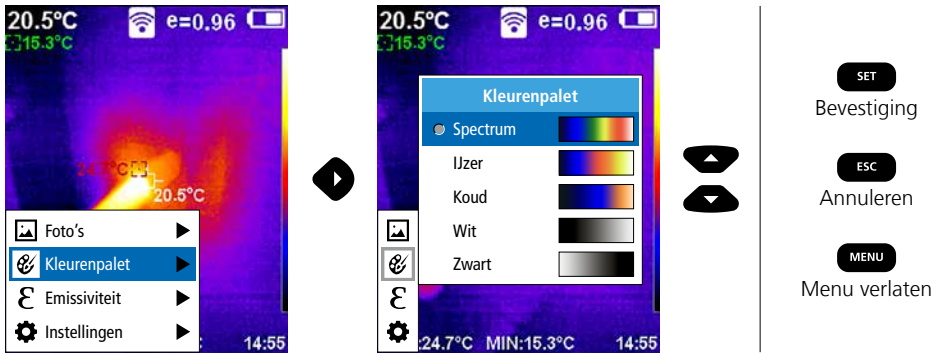 20.5°C e=0.96
15.3°C
24.7°C
20.5°C
Foto's
Kleurenpalet
Emissiviteit
Instellingen
14:55
20.5°C e=0.96
15.3°C
Kleurenpalet
Spectrum
IJzer
Koud
Wit
Zwart
:24.7°C MIN:15.3°C 14:55
SET
Bevestiging
ESC
Annuleren
MENU
Menu verlaten